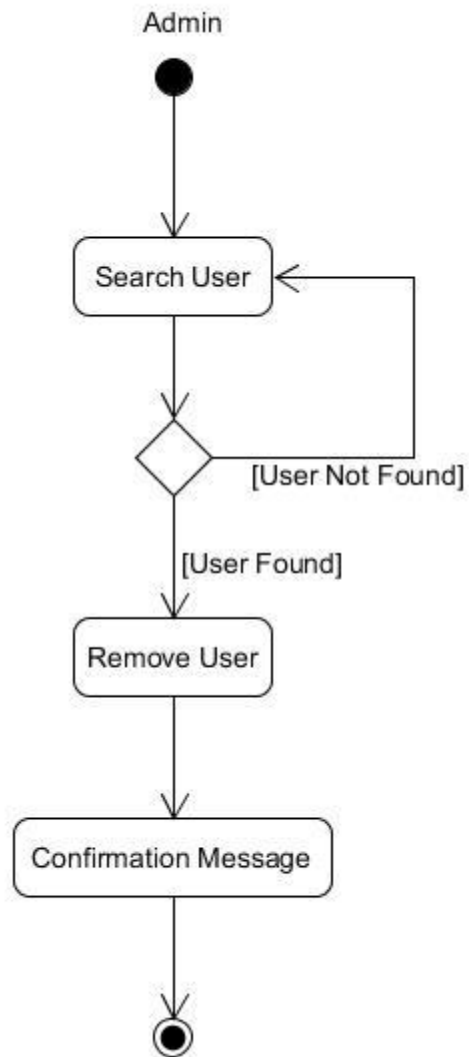 Admin
Search User
[User Not Found]
[User Found]
Remove User
Confirmation Message